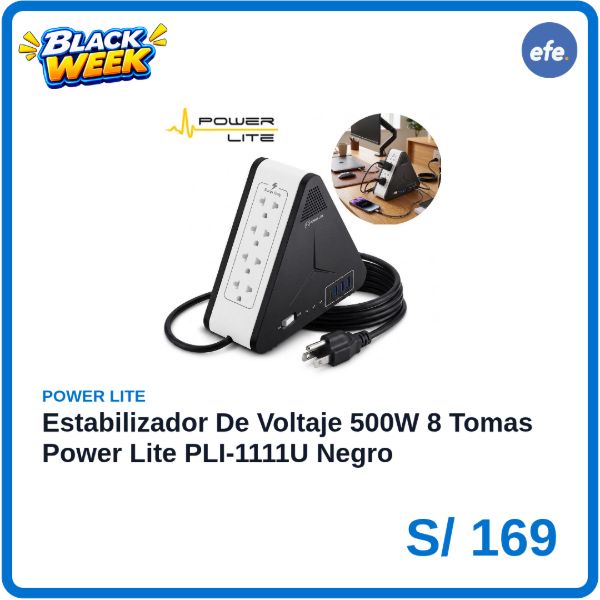 BLACK
WEEK
efe.
POWER
LITE
POWER LITE
Estabilizador De Voltaje 500W 8 Tomas
Power Lite PLI-1111U Negro
S/ 169